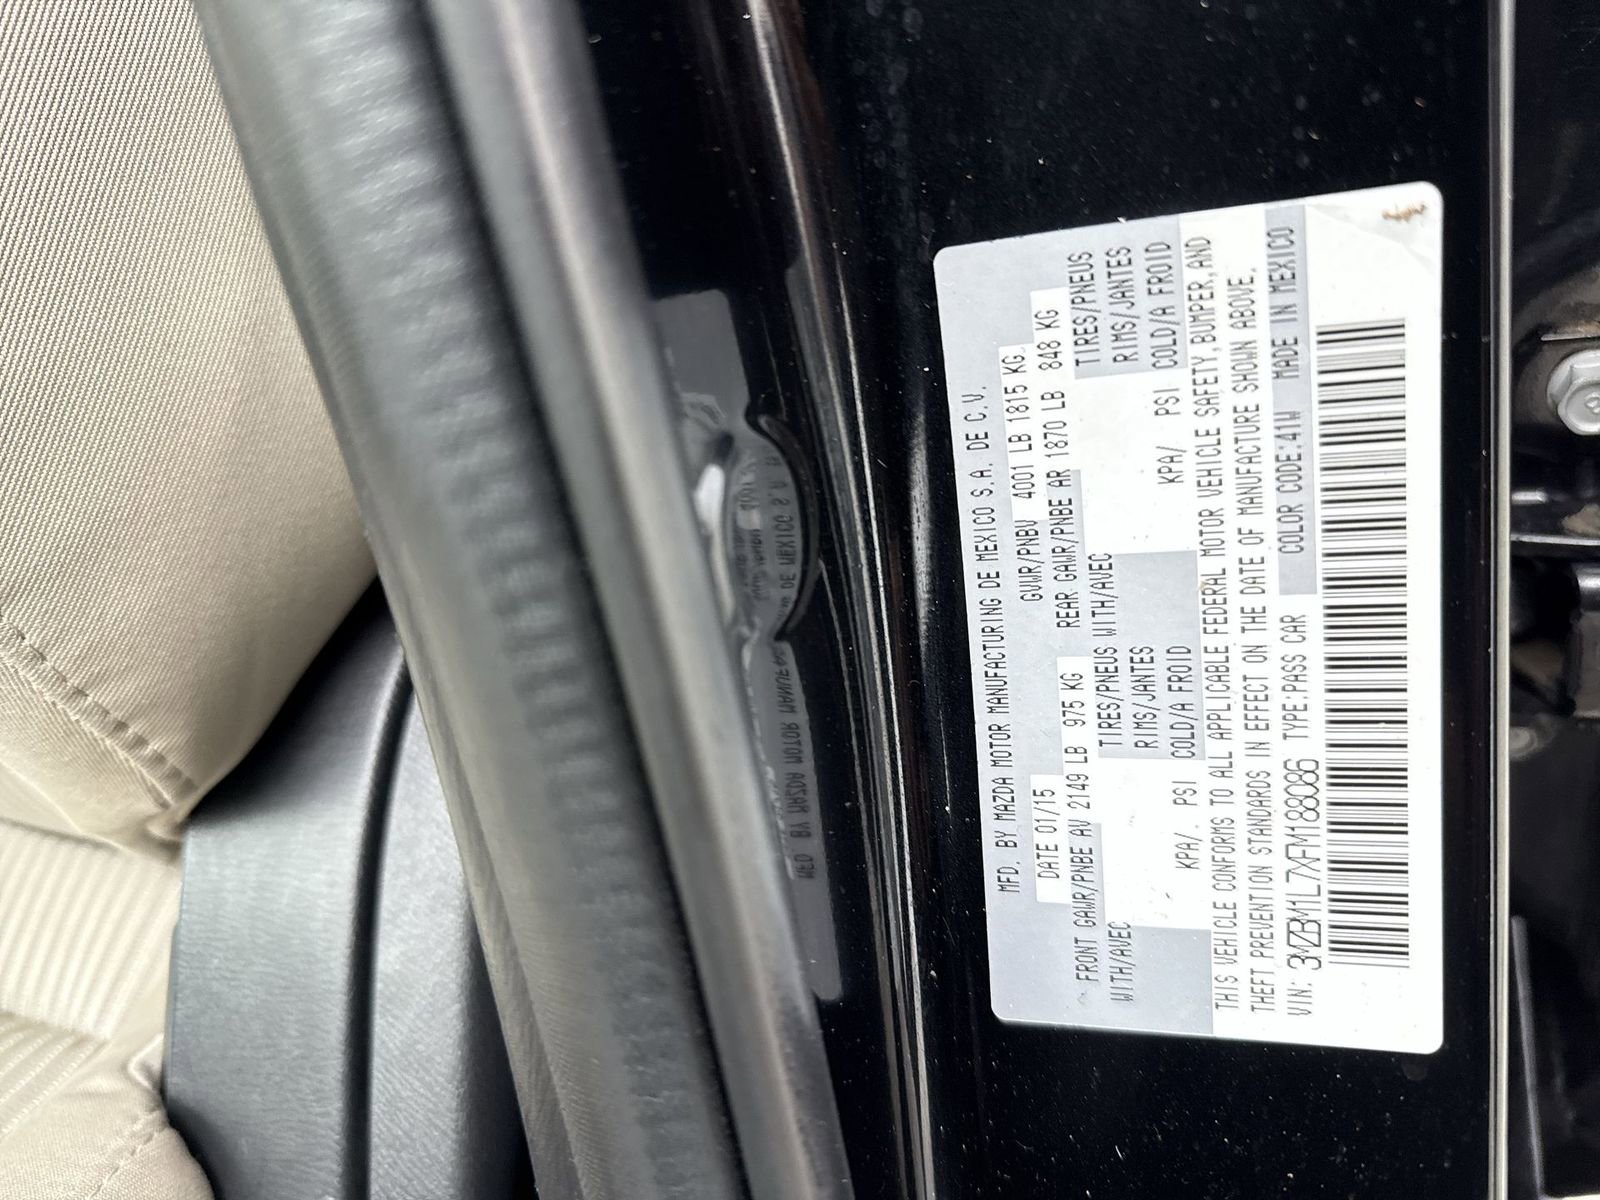 MFD. BY MAZDA MOTOR MANUFACTURING DE MEXICO S.A. DE C.V.
DATE 01/15 GVWR/PNBV 4001 LB 1815 KG.
FRONT GAWR/PNBE AV 2149 LB 975 KG REAR GAWR/PNBE AR 1870 LB 848 KG
WITH/AVEC TIRES/PNEUS WITH/AVEC TIRES/PNEUS
RIMS/JANTES RIMS/JANTES
KPA/. PSI COLD/A FROID KPA/ PSI COLD/A FROID
THIS VEHICLE CONFORMS TO ALL APPLICABLE FEDERAL MOTOR VEHICLE SAFETY,BUMPER,AND
THEFT PREVENTION STANDARDS IN EFFECT ON THE DATE OF MANUFACTURE SHOWN ABOVE.
VIN: 3MZBM1L7XFM188086 TYPE:PASS CAR COLOR CODE:41W MADE IN MEXICO